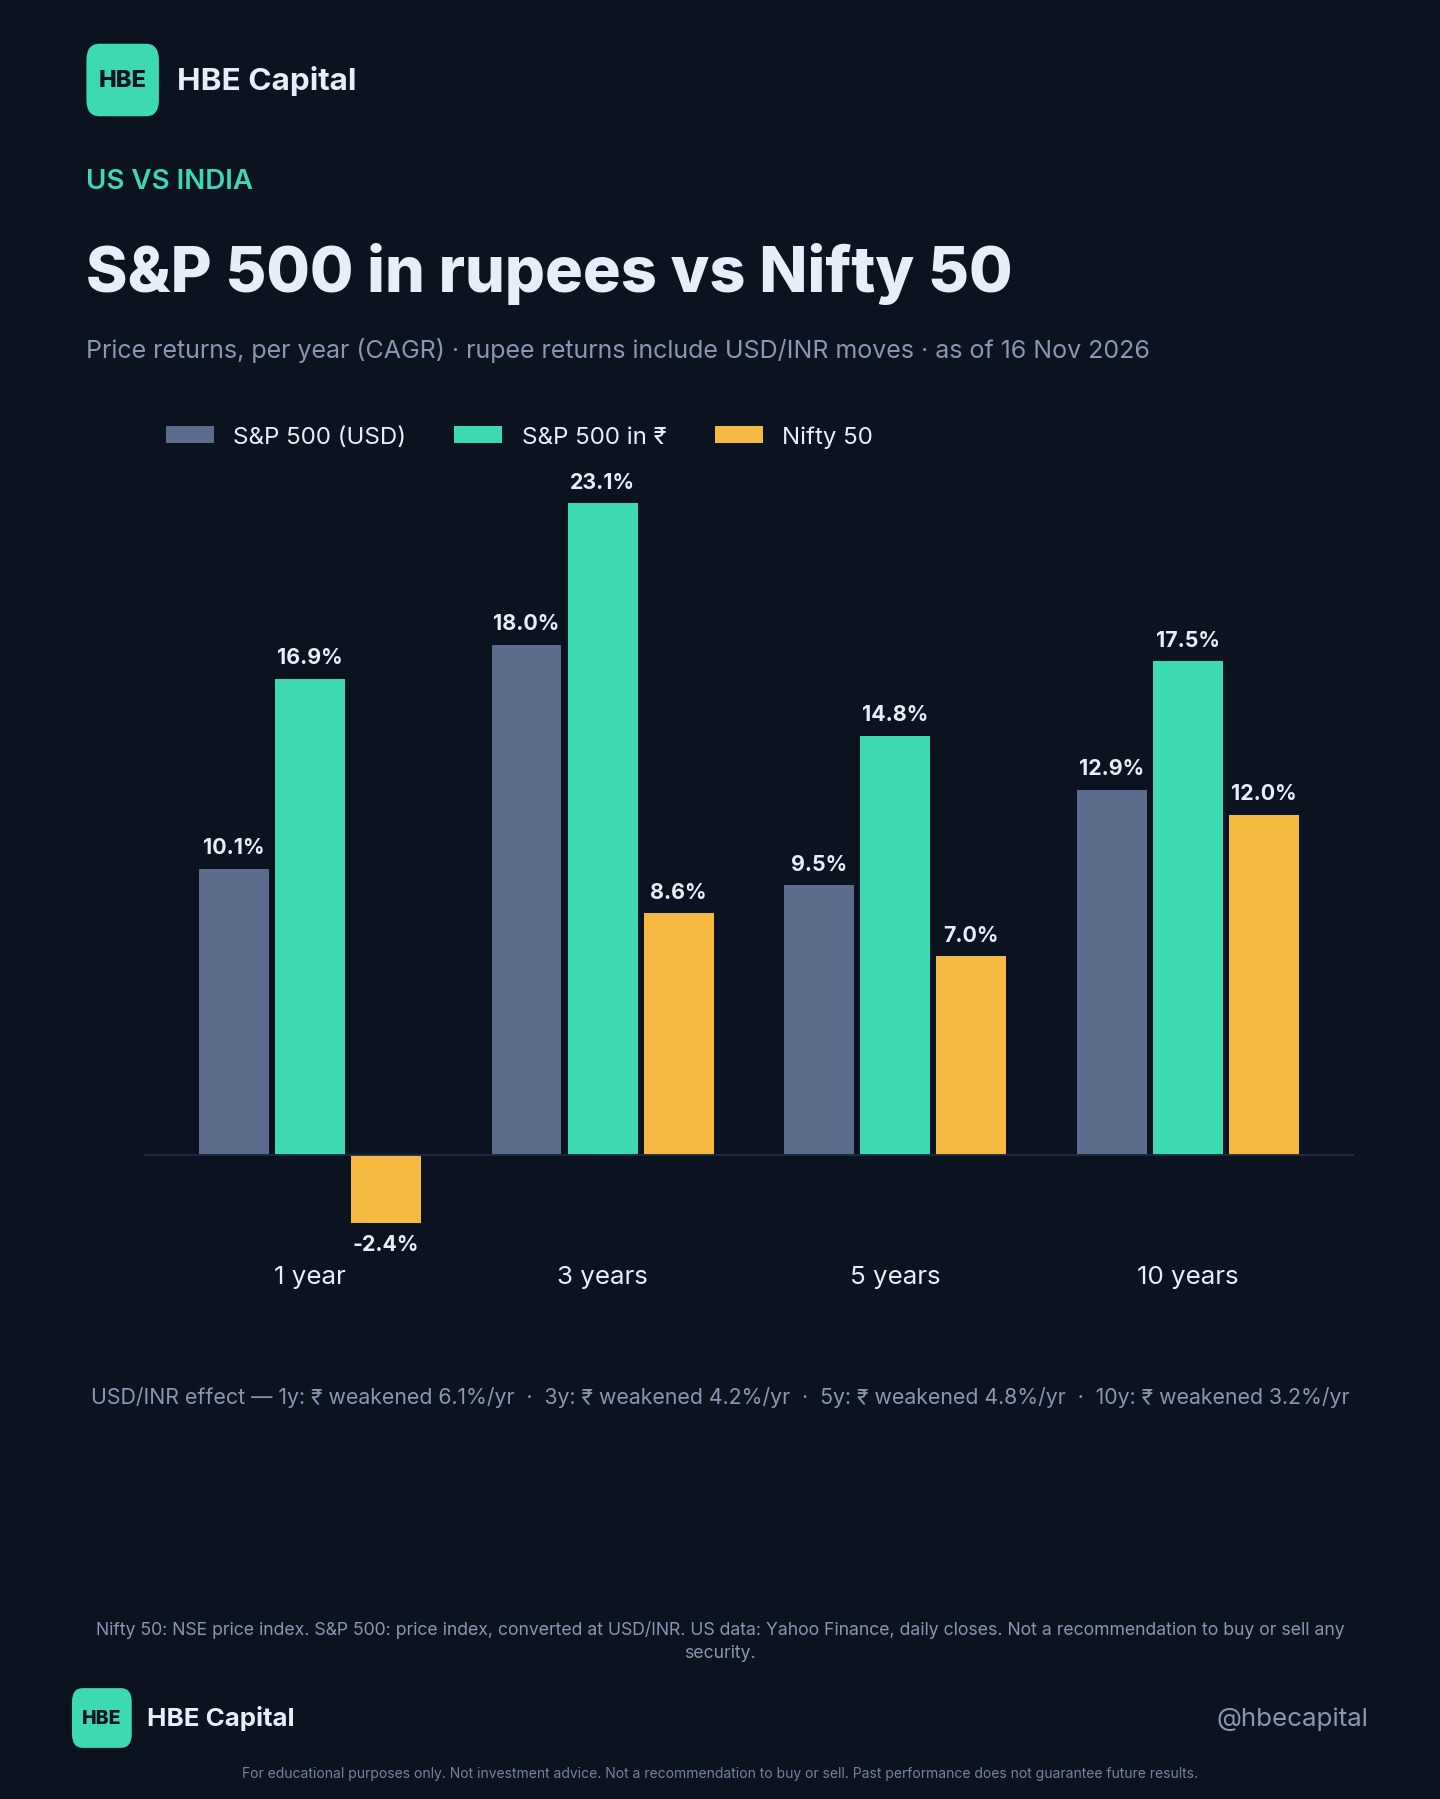 HBE HBE Capital
US VS INDIA
S&P 500 in rupees vs Nifty 50
Price returns, per year (CAGR) · rupee returns include USD/INR moves · as of 16 Nov 2026
S&P 500 (USD) S&P 500 in ₹ Nifty 50
10.1% 16.9% -2.4%
18.0% 23.1% 8.6%
9.5% 14.8% 7.0%
12.9% 17.5% 12.0%
1 year 3 years 5 years 10 years
USD/INR effect — 1y: ₹ weakened 6.1%/yr · 3y: ₹ weakened 4.2%/yr · 5y: ₹ weakened 4.8%/yr · 10y: ₹ weakened 3.2%/yr
Nifty 50: NSE price index. S&P 500: price index, converted at USD/INR. US data: Yahoo Finance, daily closes. Not a recommendation to buy or sell any
security.
HBE HBE Capital @hbecapital
For educational purposes only. Not investment advice. Not a recommendation to buy or sell. Past performance does not guarantee future results.